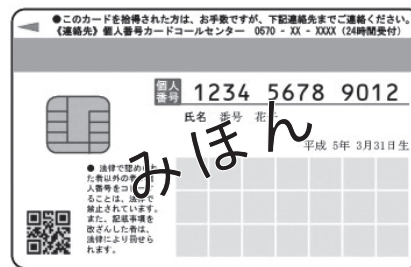 ●このカードを拾得された方は、お手数ですが、下記連絡先までご連絡ください。
《連絡先》個人番号カードコールセンター 0570 - XX - XXXX (24時間受付)
個人番号 1234 5678 9012
氏名 番号 花子
平成 5年 3月31日生
みほん
● 法律で認められ
た者以外の者が
人番号をコピー
ることは、法律で
禁止されています。
また、記載事項を
改ざんした者は、
法律により罰せら
れます。